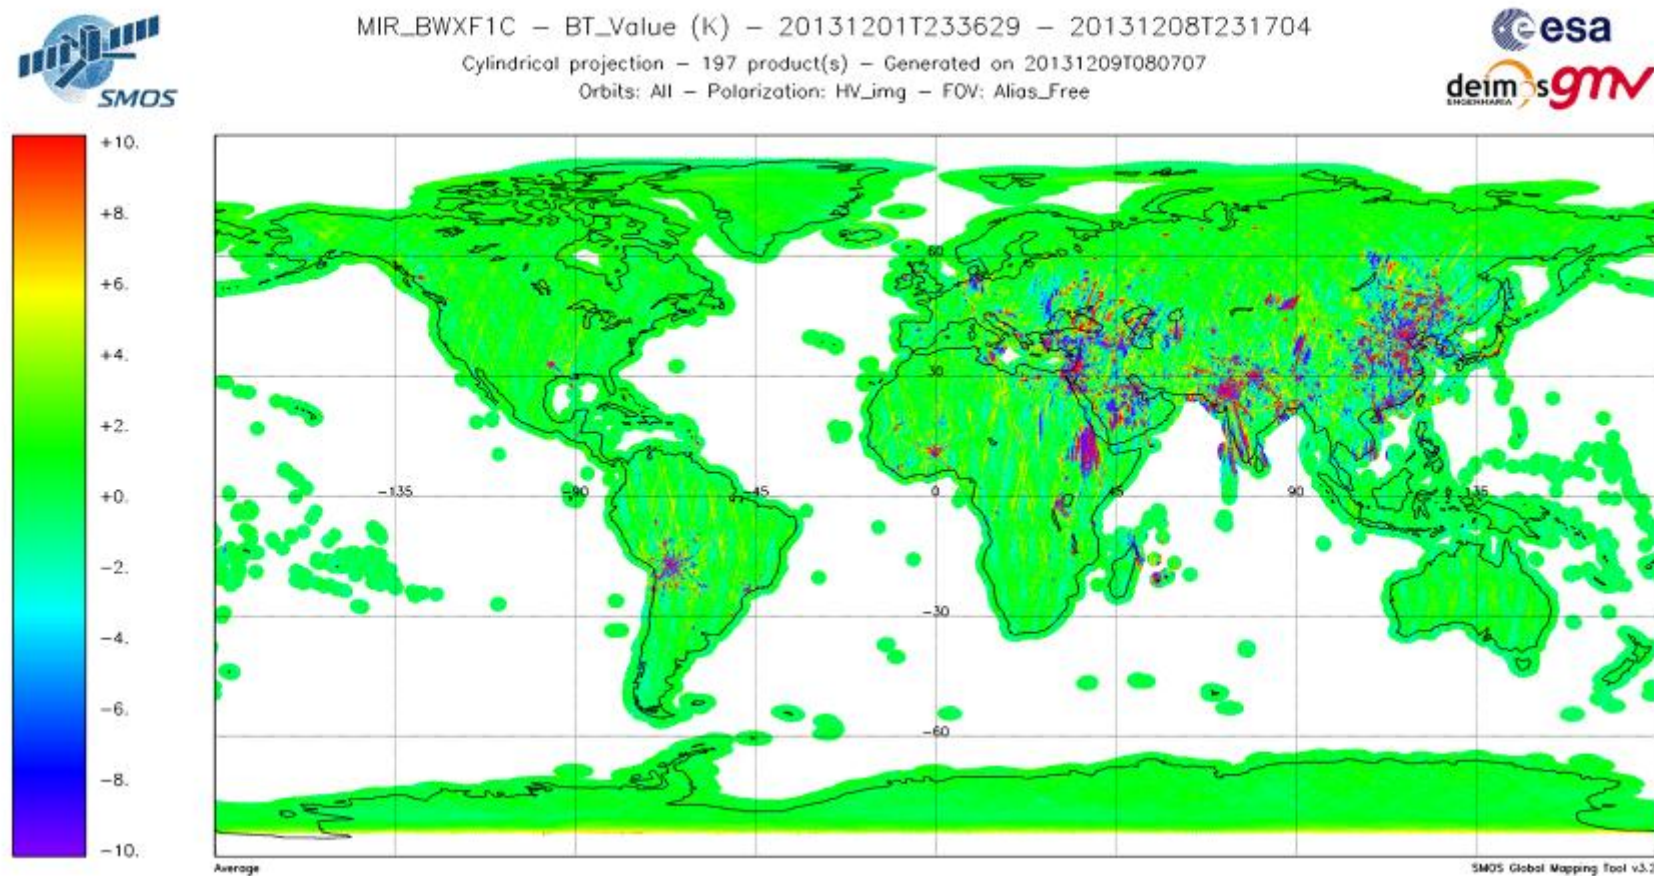 MIR_BWXF1C – BT_Value (K) – 20131201T233629 – 20131208T231704
Cylindrical projection – 197 product(s) – Generated on 20131209T080707
Orbits: All – Polarization: HV_img – FOV: Alias_Free
SMOS
esa
deimos gmv
ENGENHARIA
+10.
+8.
+6.
+4.
+2.
+0.
−2.
−4.
−6.
−8.
−10.
60
30
−135 −90 −45 0 45 90 135
−30
−60
Average
SMOS Global Mapping Tool